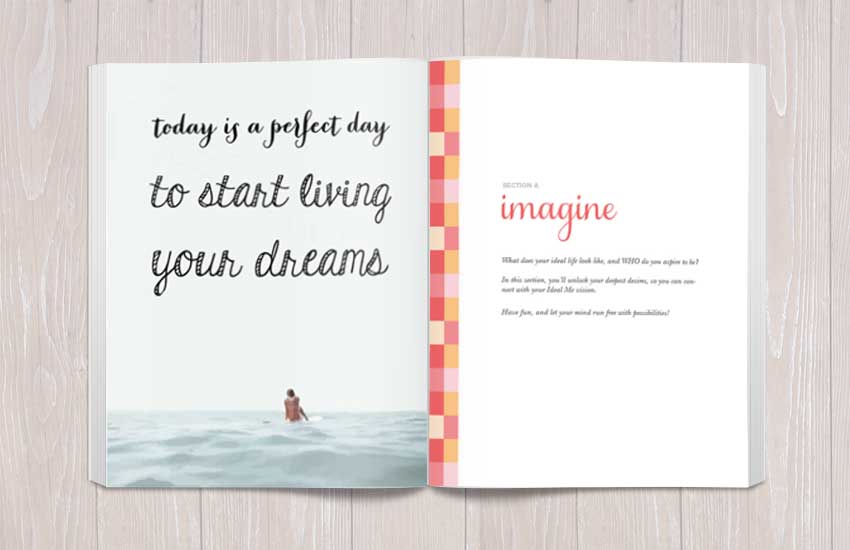 today is a perfect day
to start living
your dreams
SECTION A
imagine
What does your ideal life look like, and WHO do you aspire to be?
In this section, you'll unlock your deepest desires, so you can con-
nect with your Ideal Me vision.
Have fun, and let your mind run free with possibilities!